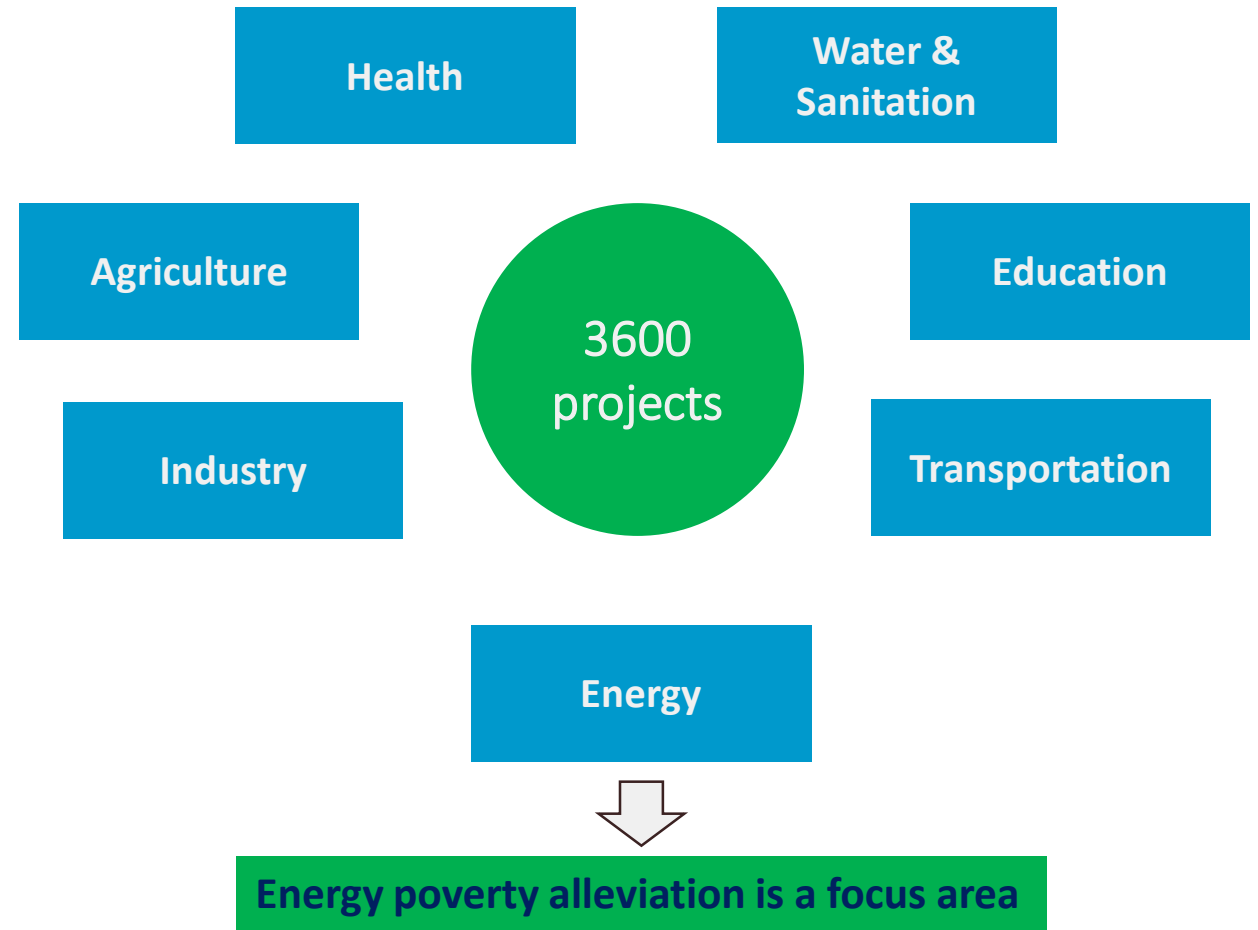 Health
Water &
Sanitation
Agriculture
Education
3600
projects
Industry
Transportation
Energy
Energy poverty alleviation is a focus area